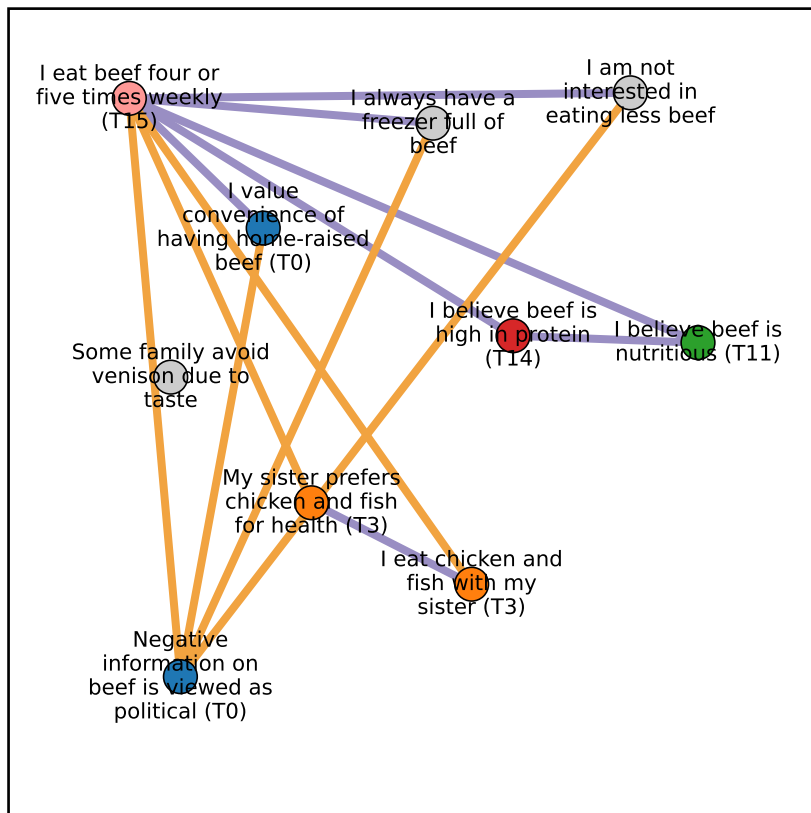 I eat beef four or
five times weekly
(T15)
I always have a
freezer full of
beef
I am not
interested in
eating less beef
I value
convenience of
having home-raised
beef (T0)
I believe beef is
high in protein
(T14)
I believe beef is
nutritious (T11)
Some family avoid
venison due to
taste
My sister prefers
chicken and fish
for health (T3)
I eat chicken and
fish with my
sister (T3)
Negative
information on
beef is viewed as
political (T0)